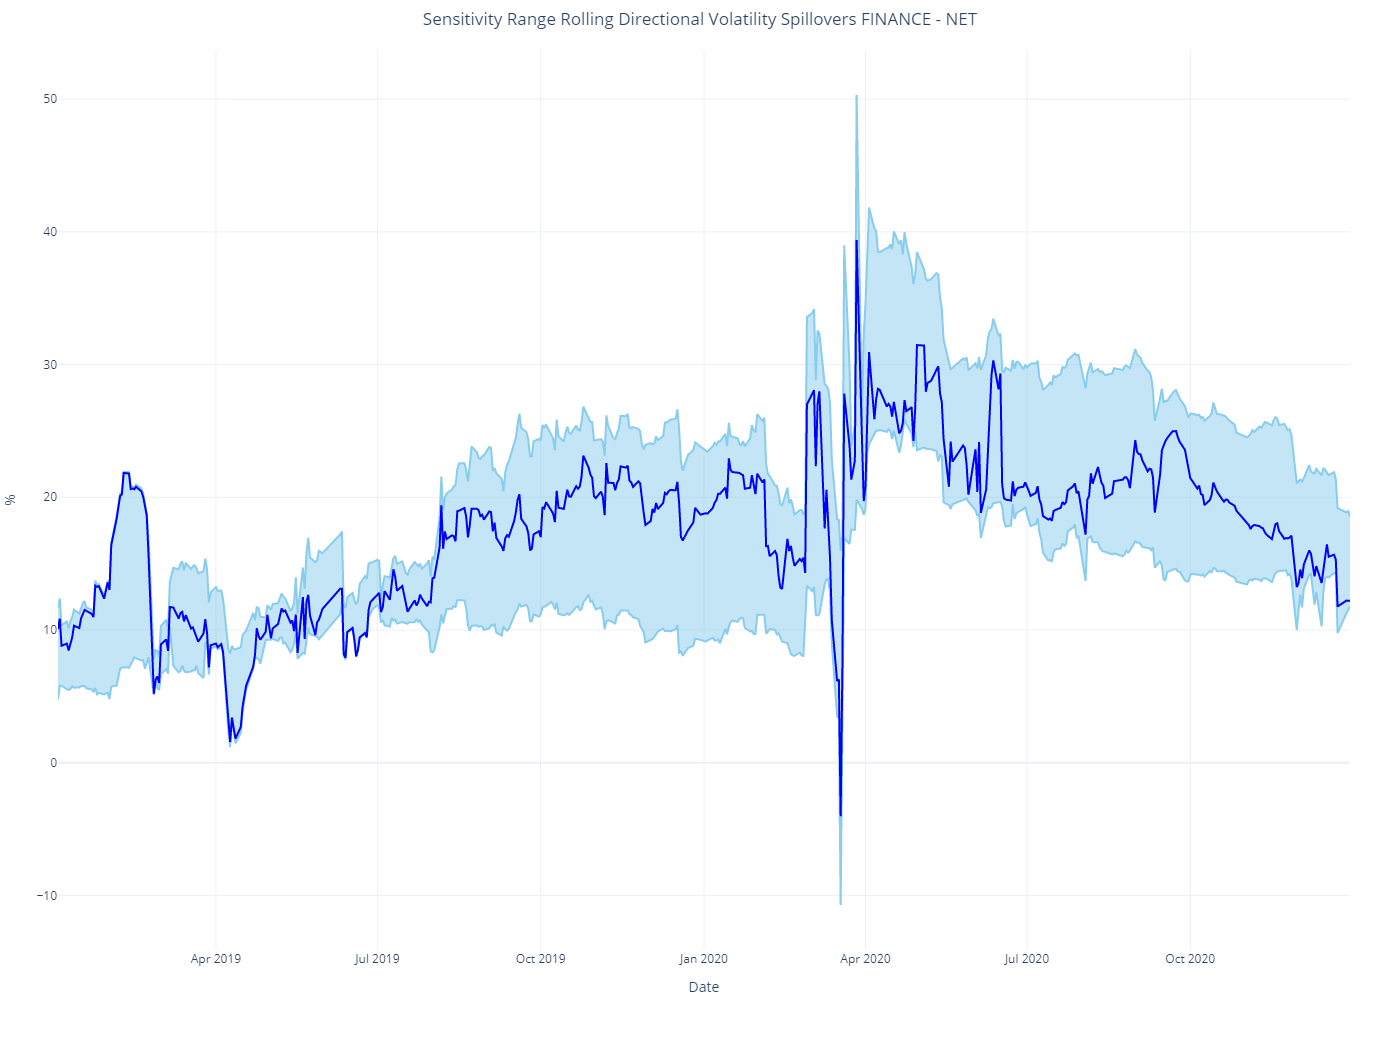 Sensitivity Range Rolling Directional Volatility Spillovers FINANCE - NET
50
40
30
20
10
0
−10
%
Apr 2019
Jul 2019
Oct 2019
Jan 2020
Apr 2020
Jul 2020
Oct 2020
Date